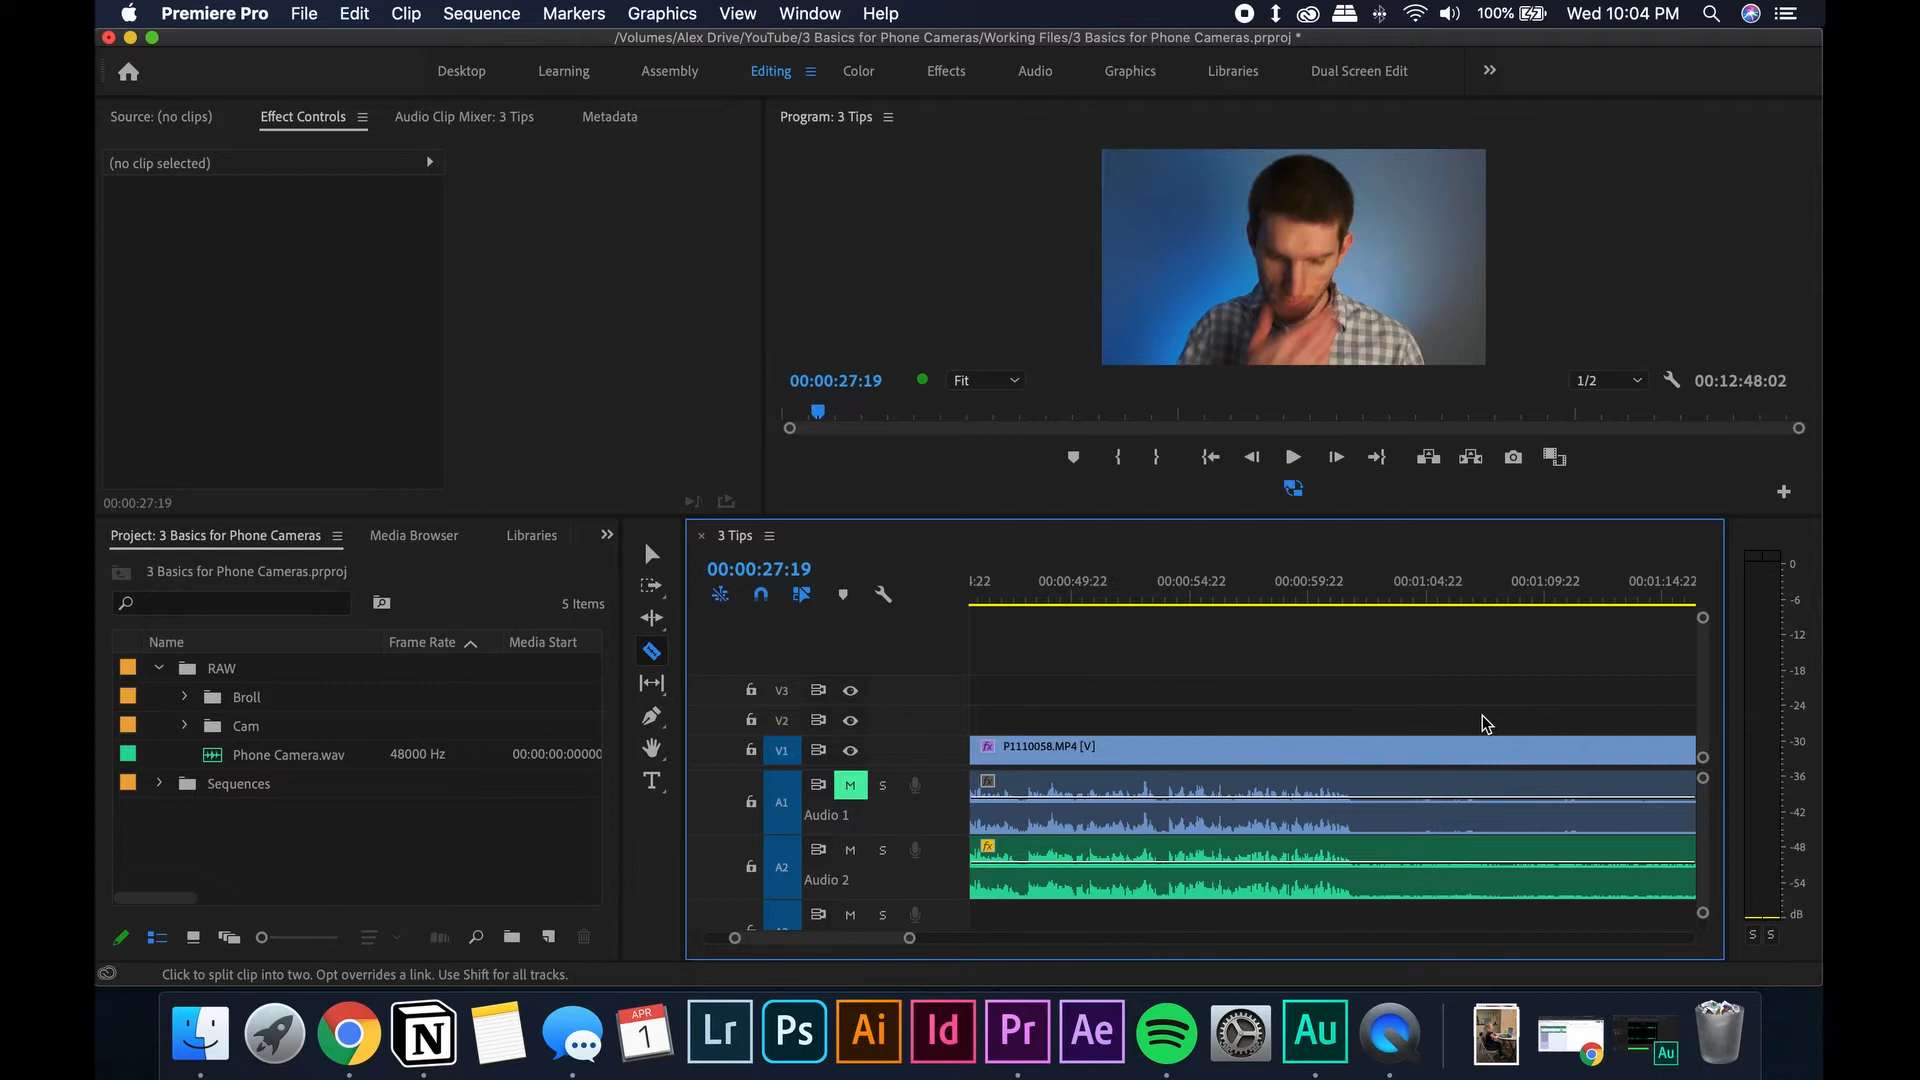 Premiere Pro File Edit Clip Sequence Markers Graphics View Window Help 100% Wed 10:04 PM
/Volumes/Alex Drive/YouTube/3 Basics for Phone Cameras/Working Files/3 Basics for Phone Cameras.prproj *
Desktop Learning Assembly Editing Color Effects Audio Graphics Libraries Dual Screen Edit
Source: (no clips) Effect Controls Audio Clip Mixer: 3 Tips Metadata
Program: 3 Tips
(no clip selected)
00:00:27:19 Fit 1/2 00:12:48:02
00:00:27:19
Project: 3 Basics for Phone Cameras Media Browser Libraries
3 Tips
3 Basics for Phone Cameras.prproj
00:00:27:19
5 Items
:22 00:00:49:22 00:00:54:22 00:00:59:22 00:01:04:22 00:01:09:22 00:01:14:22
Name Frame Rate Media Start
RAW
Broll
Cam
Phone Camera.wav 48000 Hz 00:00:00:00000
Sequences
V3
V2
V1 fx P1110058.MP4 [V]
A1 M S fx
Audio 1
A2 M S fx
Audio 2
M S
T
0
-6
-12
-18
-24
-30
-36
-42
-48
-54
dB
S S
Click to split clip into two. Opt overrides a link. Use Shift for all tracks.
N APR 1 Lr Ps Ai Id Pr Ae Au Au